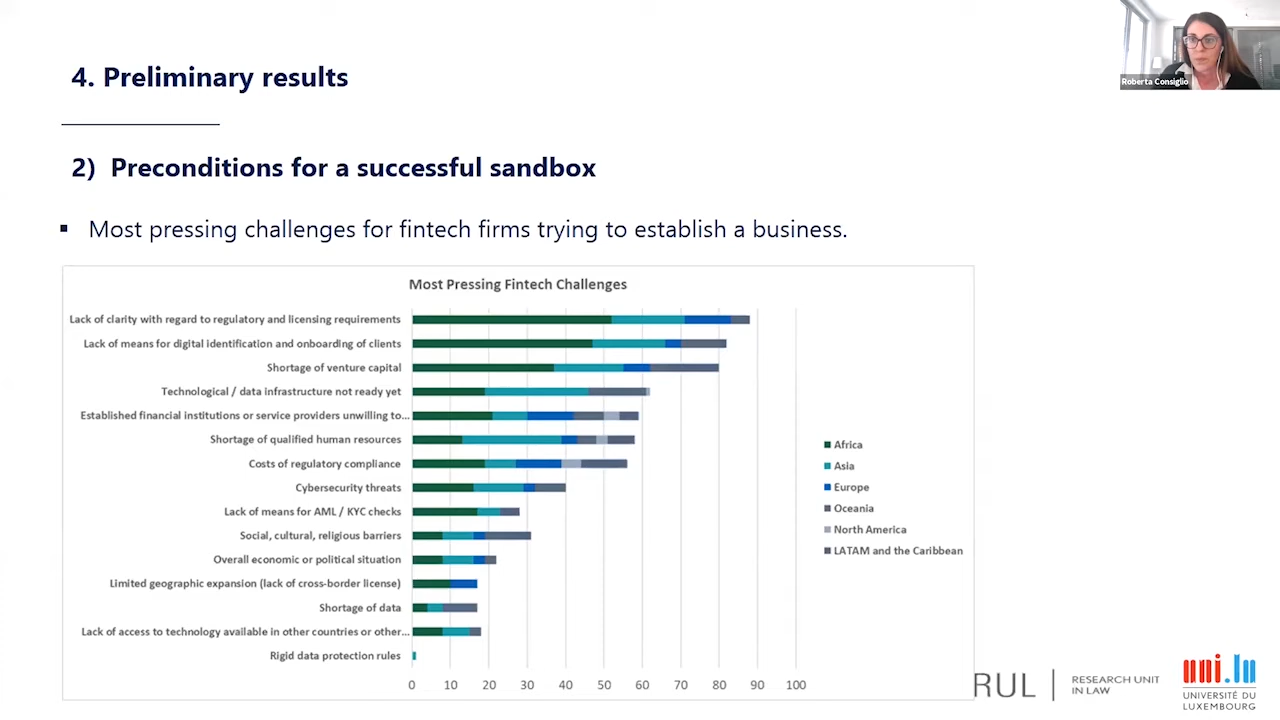 Roberta Consiglio
4. Preliminary results
2) Preconditions for a successful sandbox
▪ Most pressing challenges for fintech firms trying to establish a business.
Most Pressing Fintech Challenges
Lack of clarity with regard to regulatory and licensing requirements
Lack of means for digital identification and onboarding of clients
Shortage of venture capital
Technological / data infrastructure not ready yet
Established financial institutions or service providers unwilling to...
Shortage of qualified human resources
Costs of regulatory compliance
Cybersecurity threats
Lack of means for AML / KYC checks
Social, cultural, religious barriers
Overall economic or political situation
Limited geographic expansion (lack of cross-border license)
Shortage of data
Lack of access to technology available in other countries or other...
Rigid data protection rules
0 10 20 30 40 50 60 70 80 90 100
Africa
Asia
Europe
Oceania
North America
LATAM and the Caribbean
RUL
RESEARCH UNIT
IN LAW
uni.lu
UNIVERSITÉ DU
LUXEMBOURG